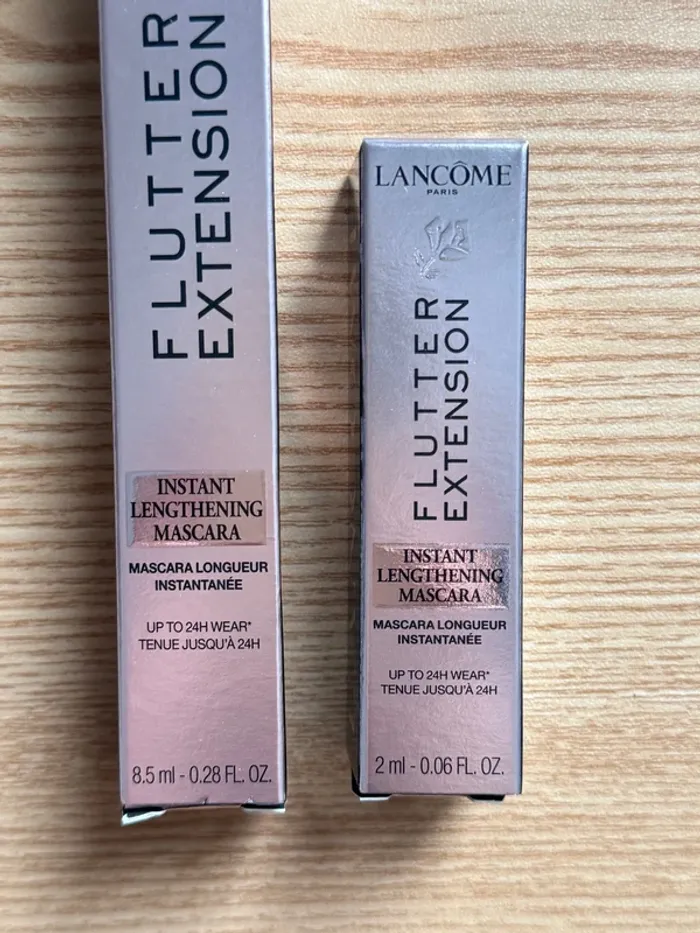 FLUTTER
EXTENSION
INSTANT
LENGTHENING
MASCARA
MASCARA LONGUEUR
INSTANTANÉE
UP TO 24H WEAR*
TENUE JUSQU'À 24H
8.5 ml - 0.28 FL. OZ.
LANCÔME
PARIS
FLUTTER
EXTENSION
INSTANT
LENGTHENING
MASCARA
MASCARA LONGUEUR
INSTANTANÉE
UP TO 24H WEAR*
TENUE JUSQU'À 24H
2 ml - 0.06 FL. OZ.